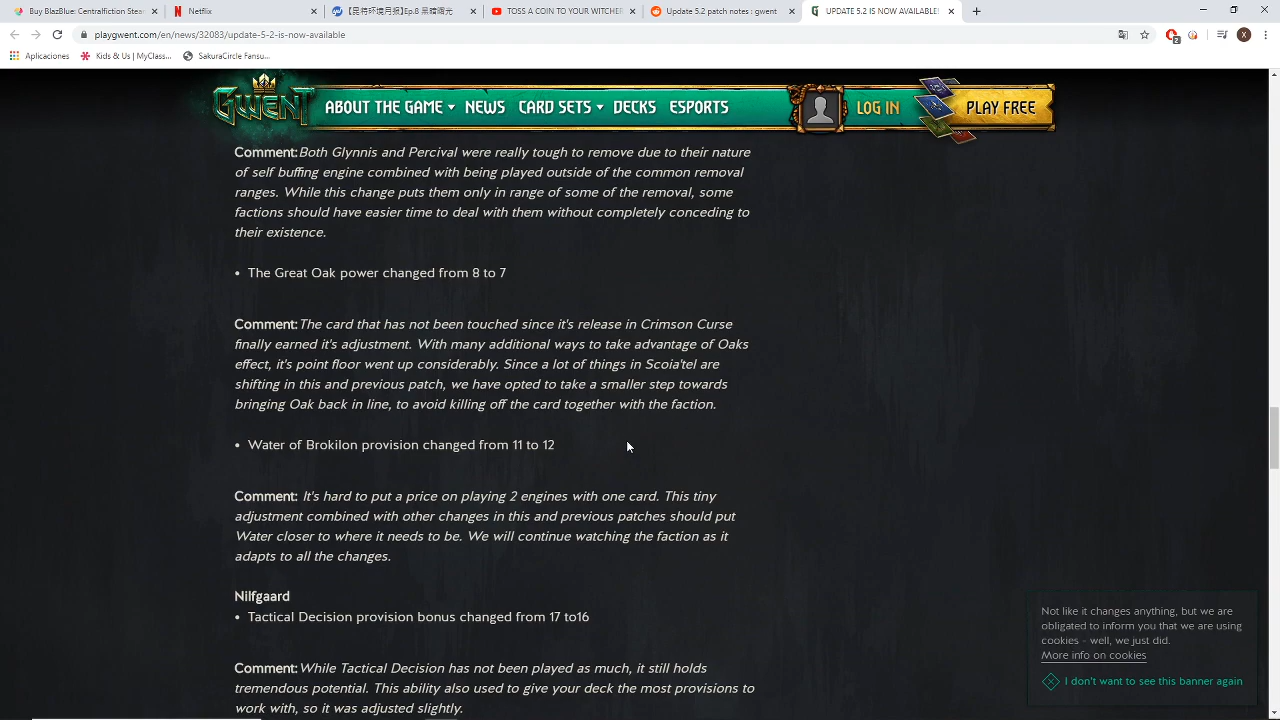 Buy BlazBlue: Centralfiction Stea
Netflix
【昆特环境月报】Ep.8 黑暗
TOSS A COIN TO YOUR WITCHER
Update 5.2 patch notes : gwent
UPDATE 5.2 IS NOW AVAILABLE!
playgwent.com/en/news/32083/update-5-2-is-now-available
2
X
Aplicaciones
Kids & Us | MyClass...
SakuraCircle Fansu...
GWENT
ABOUT THE GAME
NEWS
CARD SETS
DECKS
ESPORTS
LOG IN
PLAY FREE
Comment:Both Glynnis and Percival were really tough to remove due to their nature
of self buffing engine combined with being played outside of the common removal
ranges. While this change puts them only in range of some of the removal, some
factions should have easier time to deal with them without completely conceding to
their existence.
• The Great Oak power changed from 8 to 7
Comment:The card that has not been touched since it's release in Crimson Curse
finally earned it's adjustment. With many additional ways to take advantage of Oaks
effect, it's point floor went up considerably. Since a lot of things in Scoia'tel are
shifting in this and previous patch, we have opted to take a smaller step towards
bringing Oak back in line, to avoid killing off the card together with the faction.
• Water of Brokilon provision changed from 11 to 12
Comment: It's hard to put a price on playing 2 engines with one card. This tiny
adjustment combined with other changes in this and previous patches should put
Water closer to where it needs to be. We will continue watching the faction as it
adapts to all the changes.
Nilfgaard
• Tactical Decision provision bonus changed from 17 to16
Comment:While Tactical Decision has not been played as much, it still holds
tremendous potential. This ability also used to give your deck the most provisions to
work with, so it was adjusted slightly.
Not like it changes anything, but we are
obligated to inform you that we are using
cookies - well, we just did.
More info on cookies
I don't want to see this banner again